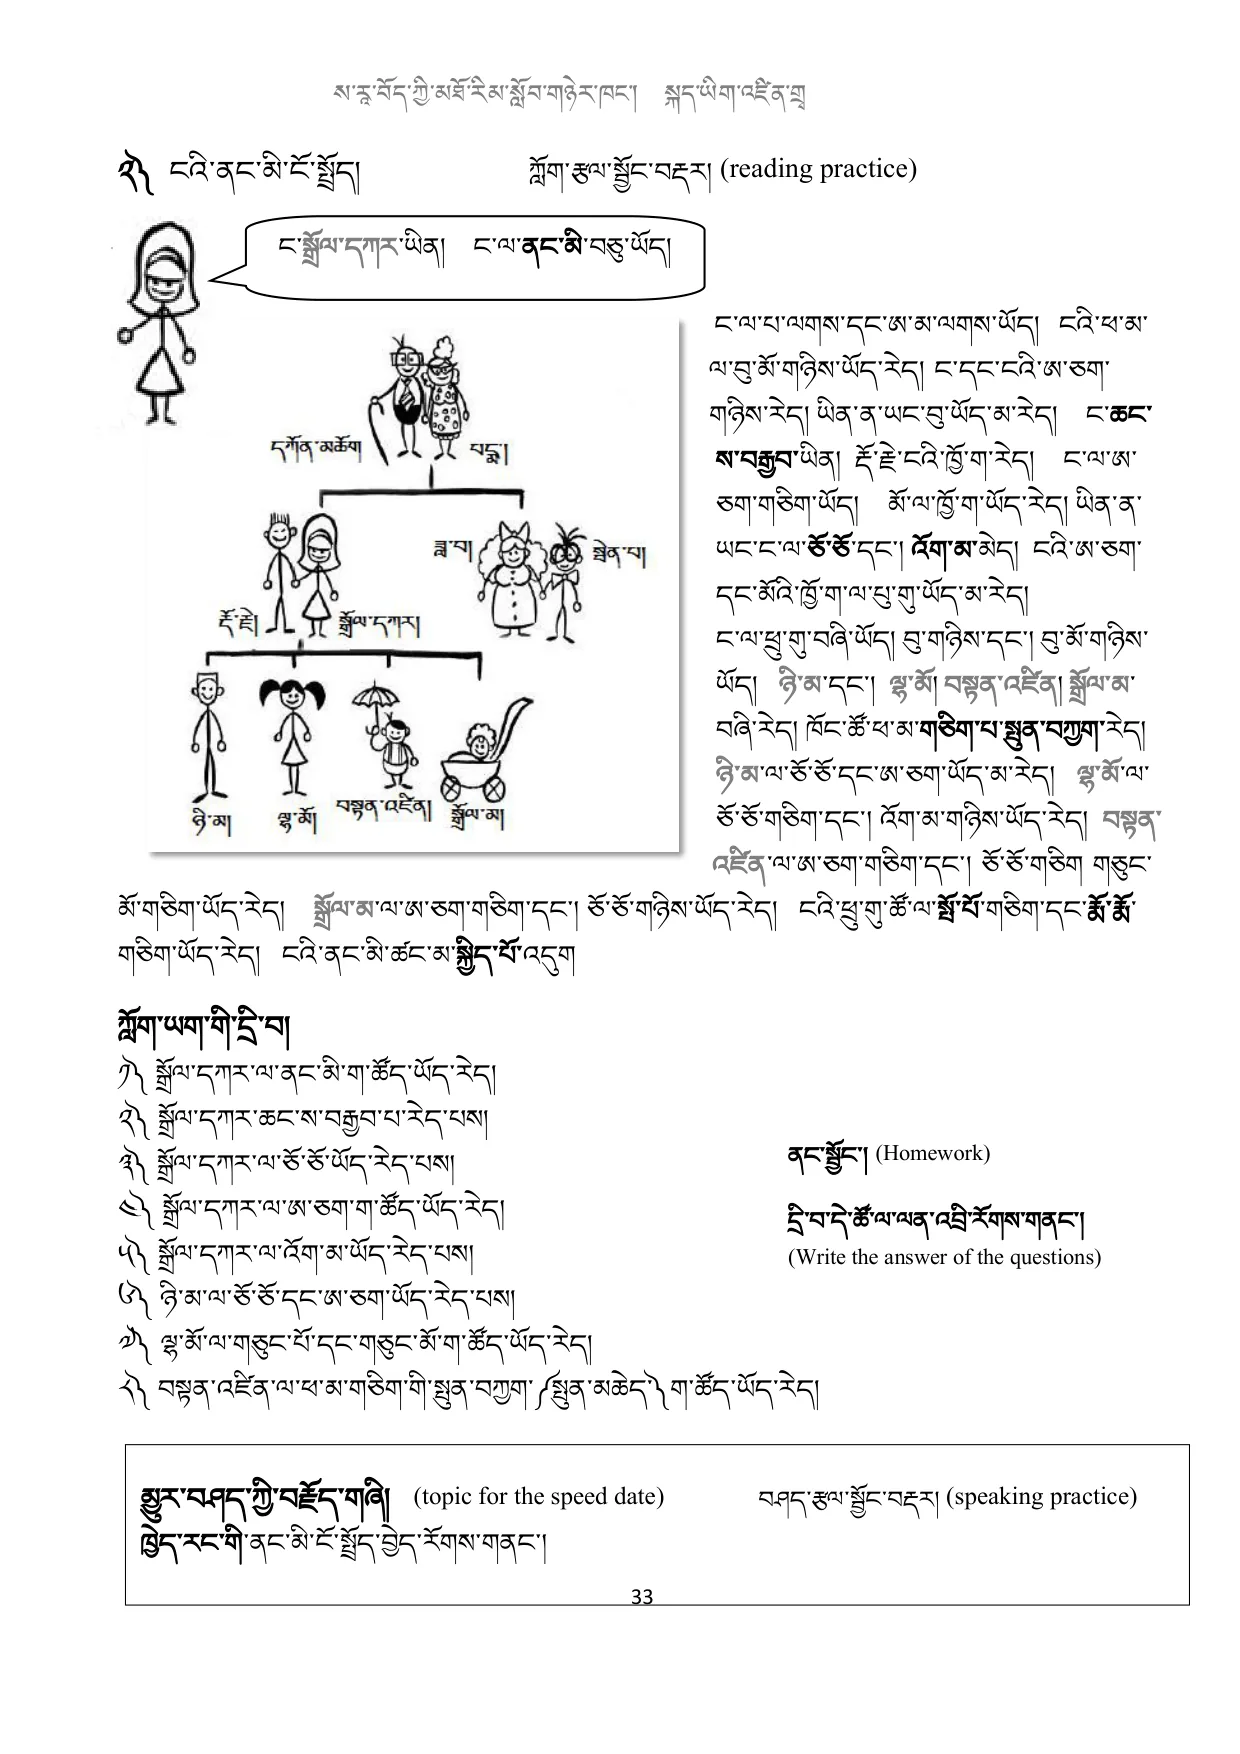 ས་རཱ་བོད་ཀྱི་མཐོ་རིམ་སློབ་གཉེར་ཁང་།   སྐད་ཡིག་འཛིན་གྲྭ
༢༽ ངའི་ནང་མི་ངོ་སྤྲོད།   ཀློག་རྩལ་སྦྱོང་བརྡར། (reading practice)
ང་སྒྲོལ་དཀར་ཡིན།   ང་ལ་ནང་མི་བཅུ་ཡོད།
དཀོན་མཆོག   པདྨ།
ཟླ་བ།   སྤེན་པ།
རྡོ་རྗེ།   སྒྲོལ་དཀར།
ཉི་མ།   ལྷ་མོ།   བསྟན་འཛིན།   སྒྲོལ་མ།
ང་ལ་པ་ལགས་དང་ཨ་མ་ལགས་ཡོད།   ངའི་ཕ་མ་
ལ་བུ་མོ་གཉིས་ཡོད་རེད། ང་དང་ངའི་ཨ་ཅག་
གཉིས་རེད། ཡིན་ན་ཡང་བུ་ཡོད་མ་རེད།   ང་ཆང་
ས་བརྒྱབ་ཡིན།  རྡོ་རྗེ་ངའི་ཁྱོ་ག་རེད།   ང་ལ་ཨ་
ཅག་གཅིག་ཡོད།   མོ་ལ་ཁྱོ་ག་ཡོད་རེད། ཡིན་ན་
ཡང་ང་ལ་ཅོ་ཅོ་དང་། འོག་མ་མེད།  ངའི་ཨ་ཅག་
དང་མོའི་ཁྱོ་ག་ལ་པུ་གུ་ཡོད་མ་རེད།
ང་ལ་ཕྲུ་གུ་བཞི་ཡོད། བུ་གཉིས་དང་། བུ་མོ་གཉིས་
ཡོད།   ཉི་མ་དང་།  ལྷ་མོ། བསྟན་འཛིན། སྒྲོལ་མ་
བཞི་རེད། ཁོང་ཚོ་ཕ་མ་གཅིག་པ་སྤུན་བཀྱག་རེད།
ཉི་མ་ལ་ཅོ་ཅོ་དང་ཨ་ཅག་ཡོད་མ་རེད།   ལྷ་མོ་ལ་
ཅོ་ཅོ་གཅིག་དང་། འོག་མ་གཉིས་ཡོད་རེད།  བསྟན་
འཛིན་ལ་ཨ་ཅག་གཅིག་དང་།  ཅོ་ཅོ་གཅིག  གཅུང་
མོ་གཅིག་ཡོད་རེད།   སྒྲོལ་མ་ལ་ཨ་ཅག་གཅིག་དང་། ཅོ་ཅོ་གཉིས་ཡོད་རེད།   ངའི་ཕྲུ་གུ་ཚོ་ལ་སྤོ་པོ་གཅིག་དང་རྨོ་རྨོ་
གཅིག་ཡོད་རེད།   ངའི་ནང་མི་ཚང་མ་སྐྱིད་པོ་འདུག
ཀློག་ཡག་གི་དྲི་བ།
༡༽ སྒྲོལ་དཀར་ལ་ནང་མི་ག་ཚོད་ཡོད་རེད།
༢༽ སྒྲོལ་དཀར་ཆང་ས་བརྒྱབ་པ་རེད་པས།
༣༽ སྒྲོལ་དཀར་ལ་ཅོ་ཅོ་ཡོད་རེད་པས།
༤༽ སྒྲོལ་དཀར་ལ་ཨ་ཅག་ག་ཚོད་ཡོད་རེད།
༥༽ སྒྲོལ་དཀར་ལ་འོག་མ་ཡོད་རེད་པས།
༦༽ ཉི་མ་ལ་ཅོ་ཅོ་དང་ཨ་ཅག་ཡོད་རེད་པས།
༧༽ ལྷ་མོ་ལ་གཅུང་པོ་དང་གཅུང་མོ་ག་ཚོད་ཡོད་རེད།
༨༽ བསྟན་འཛིན་ལ་ཕ་མ་གཅིག་གི་སྤུན་བཀྱག་༼སྤུན་མཆེད་༽ག་ཚོད་ཡོད་རེད།
ནང་སྦྱོང་། (Homework)
དྲི་བ་དེ་ཚོ་ལ་ལན་འབྲི་རོགས་གནང་།
(Write the answer of the questions)
མྱུར་བཤད་ཀྱི་བརྗོད་གཞི།   (topic for the speed date)   བཤད་རྩལ་སྦྱོང་བརྡར། (speaking practice)
ཁྱེད་རང་གི་ནང་མི་ངོ་སྤྲོད་བྱེད་རོགས་གནང་།
33